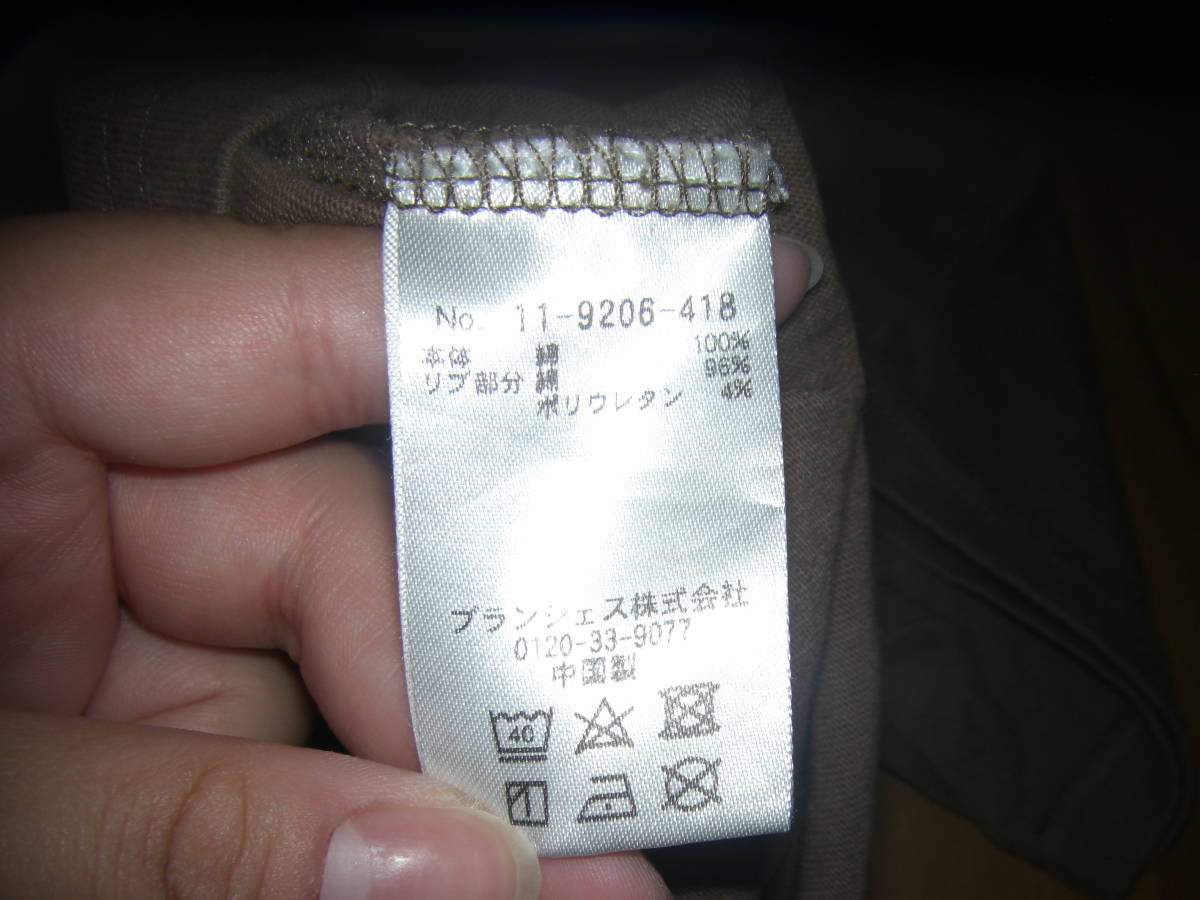 No. 11-9206-418
本体 綿 100%
リブ部分 綿 96%
ポリウレタン 4%
ブランシェス株式会社
0120-33-9077
中国製
40